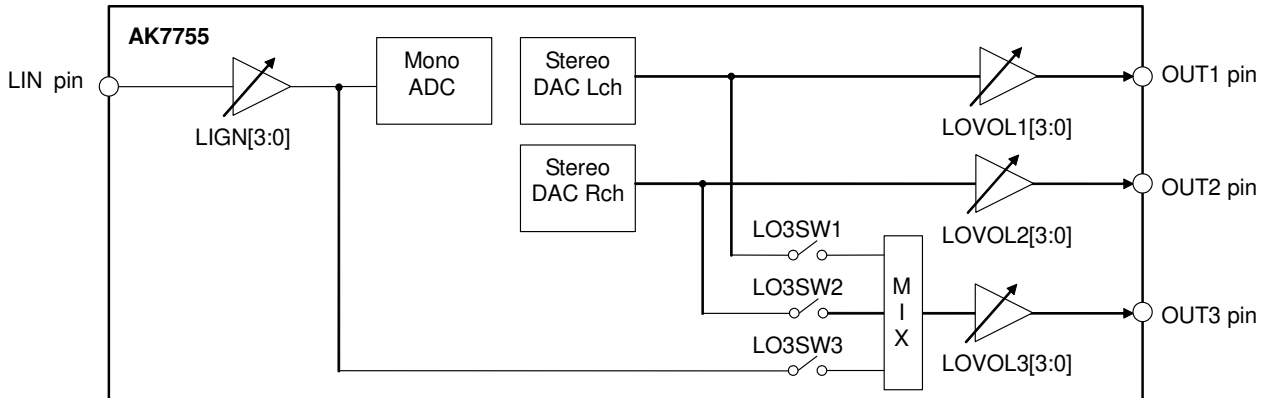 AK7755
LIN pin
LIGN[3:0]
Mono
ADC
Stereo
DAC Lch
Stereo
DAC Rch
LOVOL1[3:0]
OUT1 pin
LOVOL2[3:0]
OUT2 pin
LO3SW1
LO3SW2
LO3SW3
M
I
X
LOVOL3[3:0]
OUT3 pin